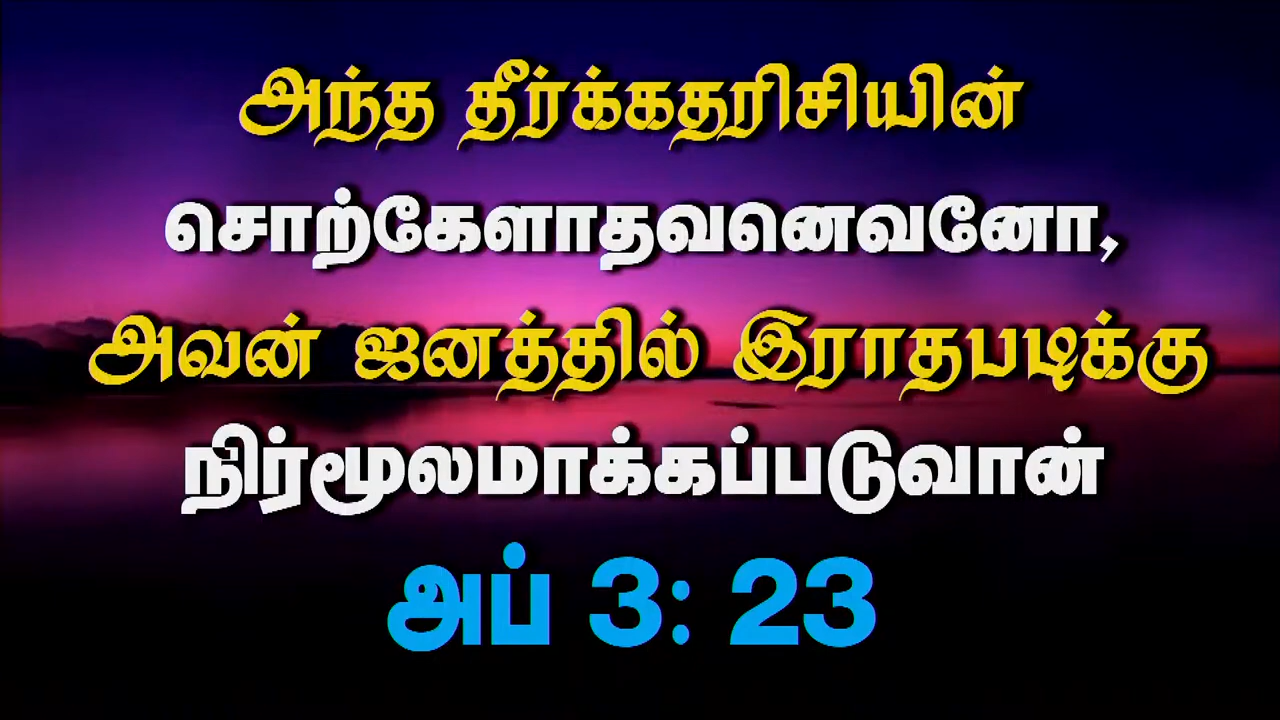 அந்த தீர்க்கதரிசியின்
சொற்கேளாதவனெவனோ,
அவன் ஜனத்தில் இராதபடிக்கு
நிர்மூலமாக்கப்படுவான்
அப் 3: 23